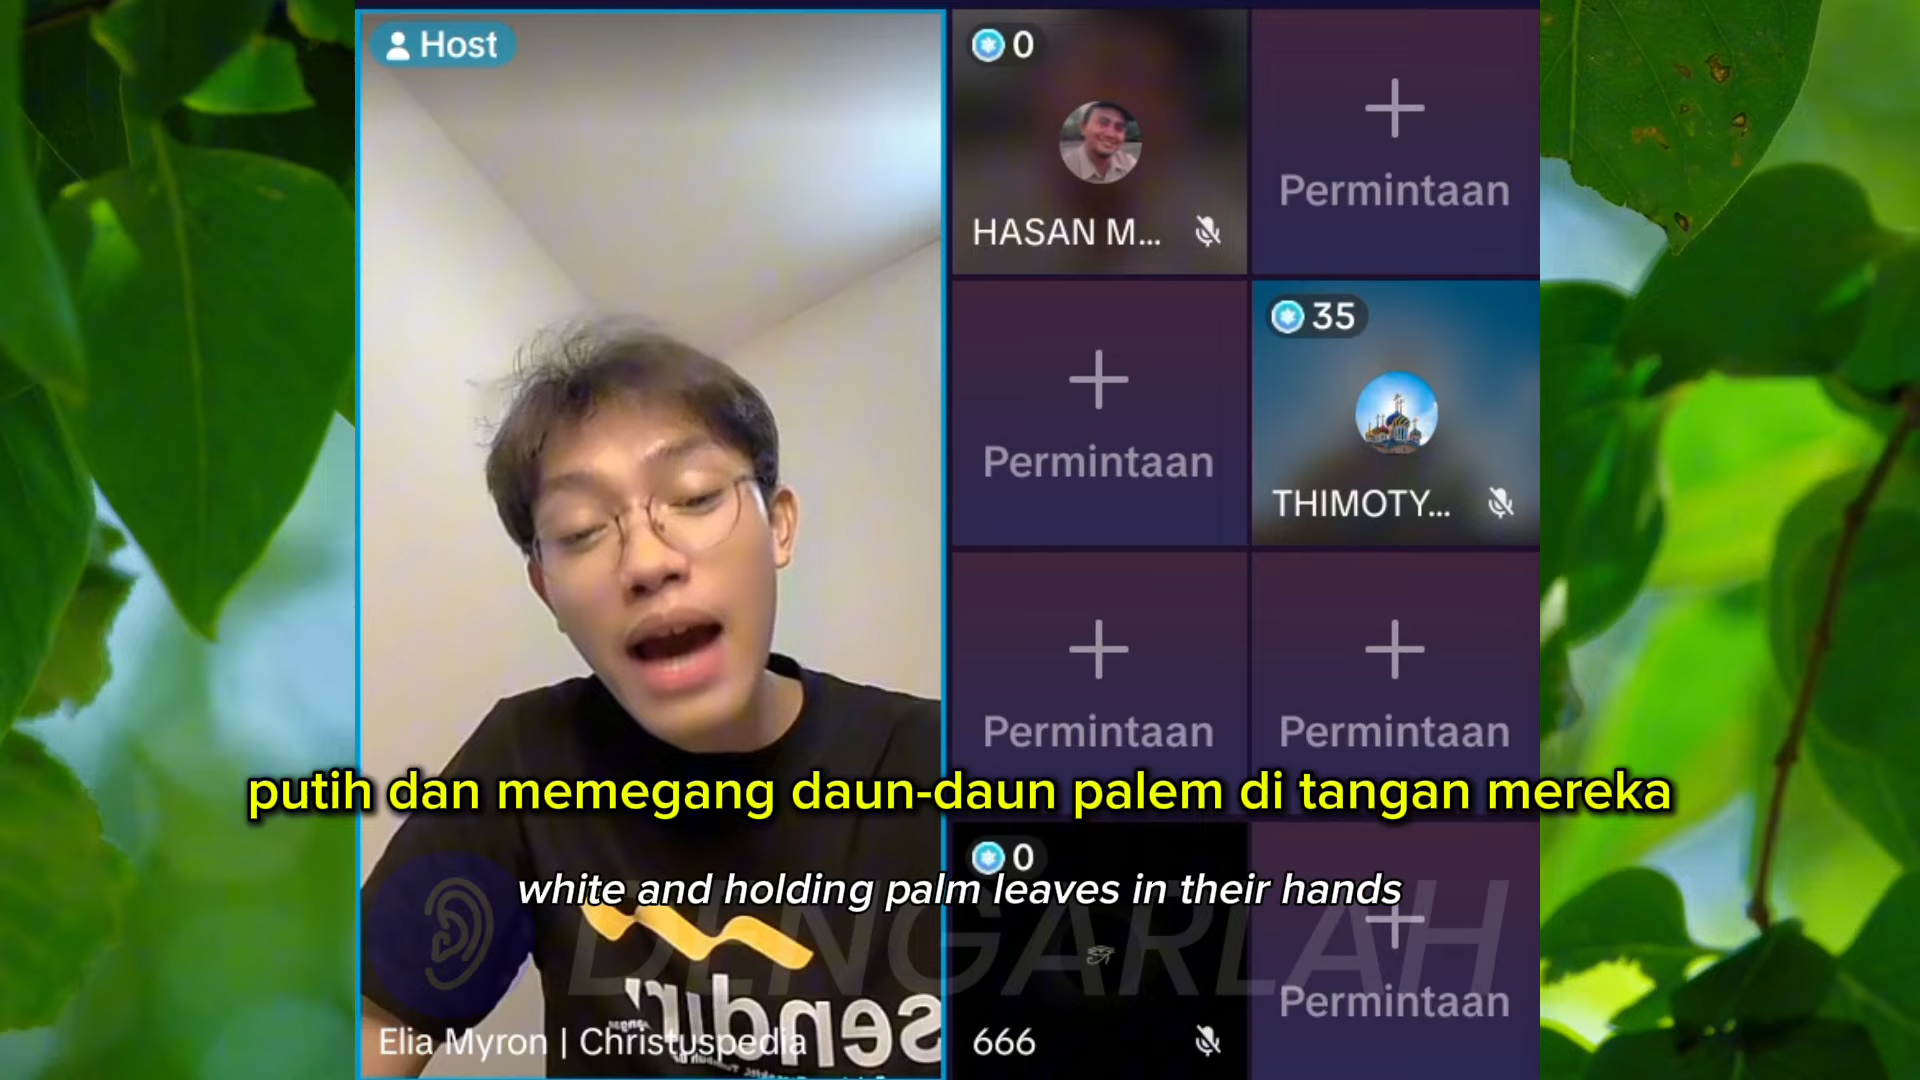 Host
0
HASAN M...
Permintaan
Permintaan
35
THIMOTY...
Permintaan
Permintaan
putih dan memegang daun-daun palem di tangan mereka
0
white and holding palm leaves in their hands
DENGARLAH
sendiri
Permintaan
Elia Myron | Christuspedia
666